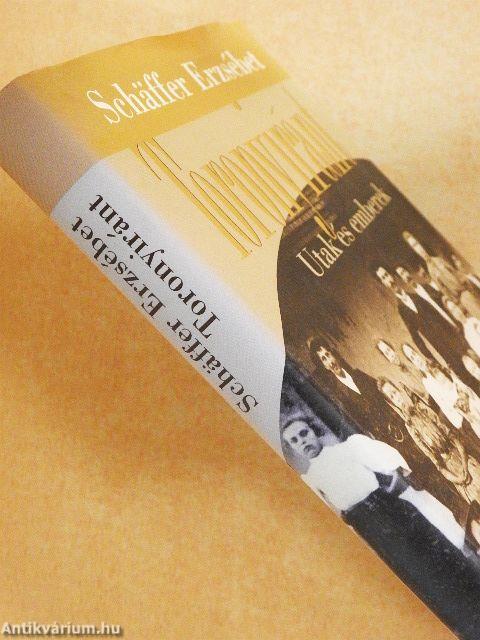 Schäffer Erzsébet
Toronyiránt
Utak és emberek
Schäffer Erzsébet
Toronyiránt
Antikvárium.hu